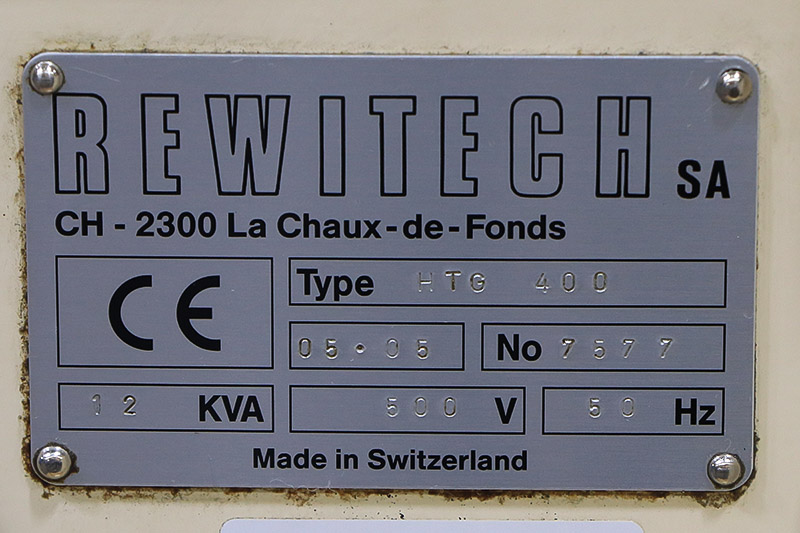 REWITECH SA
CH - 2300 La Chaux-de-Fonds
CE
Type HTG 400
05.05
No 7577
12 KVA
500 V
50 Hz
Made in Switzerland